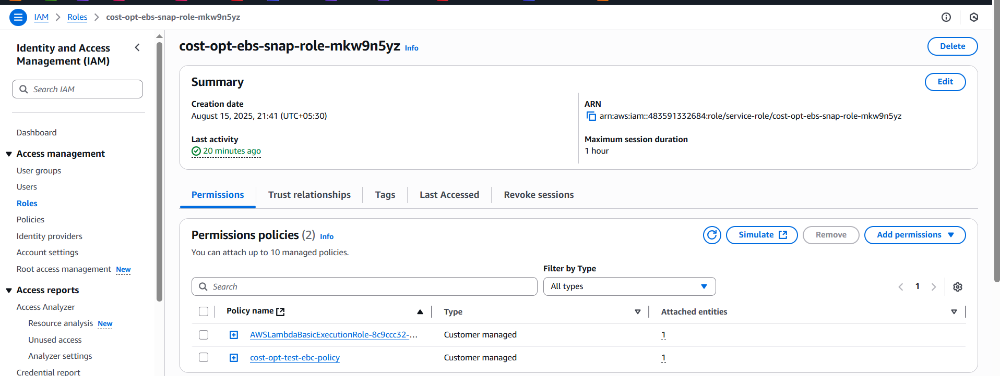 IAM > Roles > cost-opt-ebs-snap-role-mkw9n5yz
Identity and Access
Management (IAM)
Search IAM
Dashboard
Access management
User groups
Users
Roles
Policies
Identity providers
Account settings
Root access management New
Access reports
Access Analyzer
Resource analysis New
Unused access
Analyzer settings
Credential report
cost-opt-ebs-snap-role-mkw9n5yz Info
Delete
Summary
Edit
Creation date
August 15, 2025, 21:41 (UTC+05:30)
ARN
arn:aws:iam::483591332684:role/service-role/cost-opt-ebs-snap-role-mkw9n5yz
Last activity
20 minutes ago
Maximum session duration
1 hour
Permissions
Trust relationships
Tags
Last Accessed
Revoke sessions
Permissions policies (2) Info
Simulate
Remove
Add permissions
You can attach up to 10 managed policies.
Filter by Type
Search
All types
1
Policy name
Type
Attached entities
AWSLambdaBasicExecutionRole-8c9ccc32-...
Customer managed
1
cost-opt-test-ebc-policy
Customer managed
1